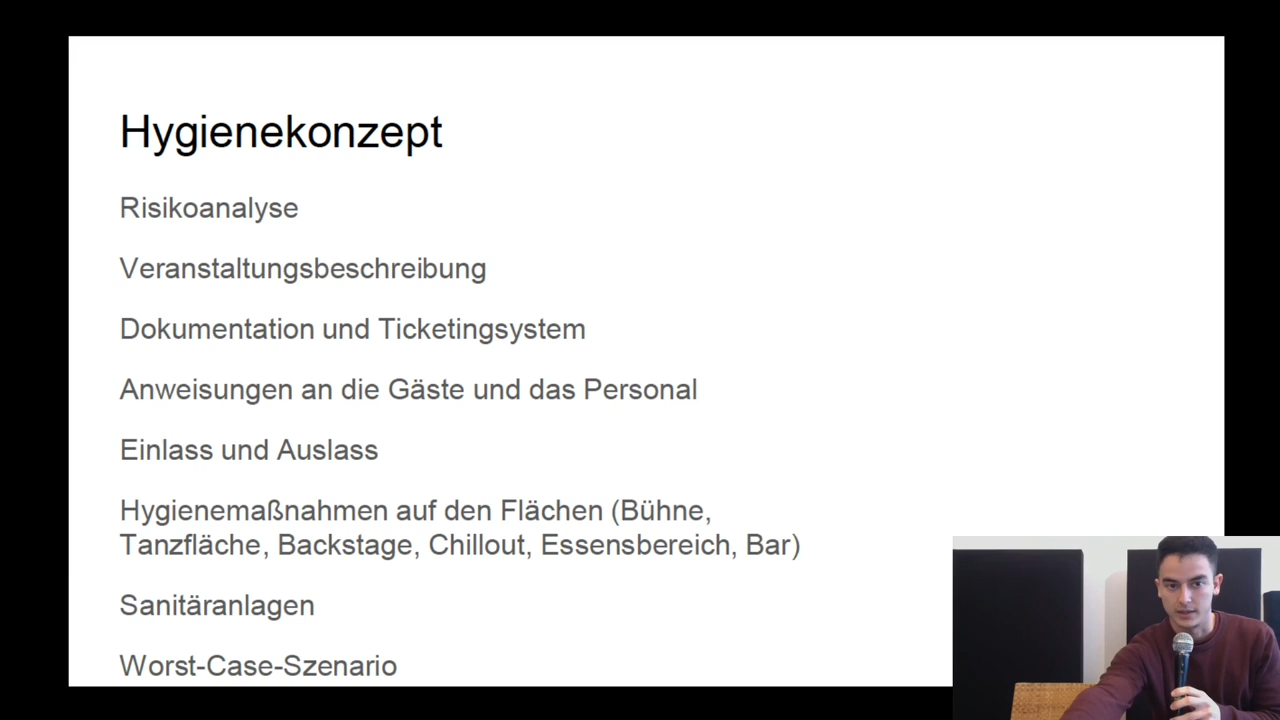 Hygienekonzept
Risikoanalyse
Veranstaltungsbeschreibung
Dokumentation und Ticketingsystem
Anweisungen an die Gäste und das Personal
Einlass und Auslass
Hygienemaßnahmen auf den Flächen (Bühne,
Tanzfläche, Backstage, Chillout, Essensbereich, Bar)
Sanitäranlagen
Worst-Case-Szenario